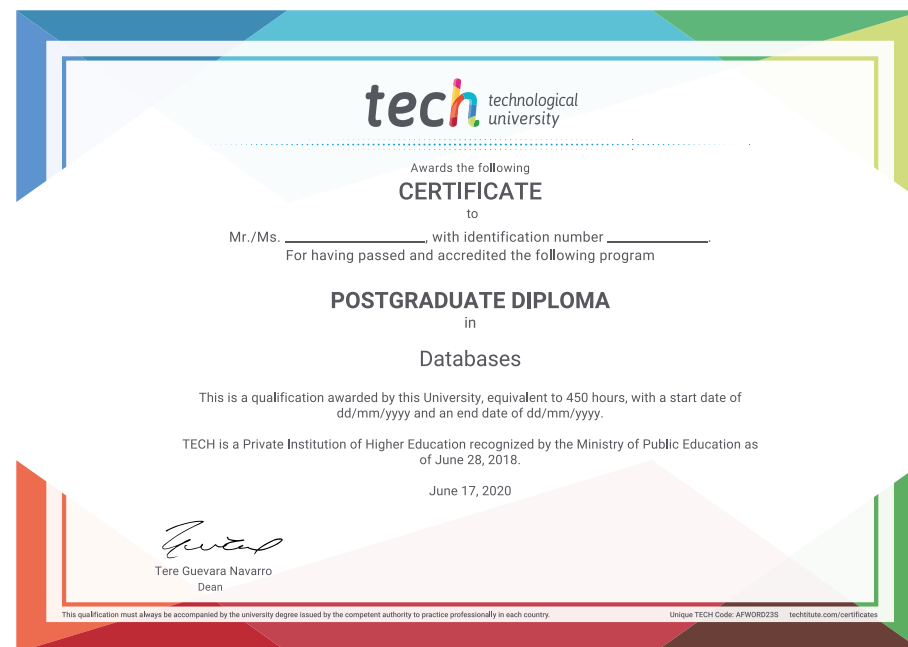 tech technological
university
Awards the following
CERTIFICATE
to
Mr./Ms. ____________________, with identification number ______________.
For having passed and accredited the following program
POSTGRADUATE DIPLOMA
in
Databases
This is a qualification awarded by this University, equivalent to 450 hours, with a start date of
dd/mm/yyyy and an end date of dd/mm/yyyy.
TECH is a Private Institution of Higher Education recognized by the Ministry of Public Education as
of June 28, 2018.
June 17, 2020
Tere Guevara Navarro
Dean
This qualification must always be accompanied by the university degree issued by the competent authority to practice professionally in each country. Unique TECH Code: AFWORD23S techtitute.com/certificates